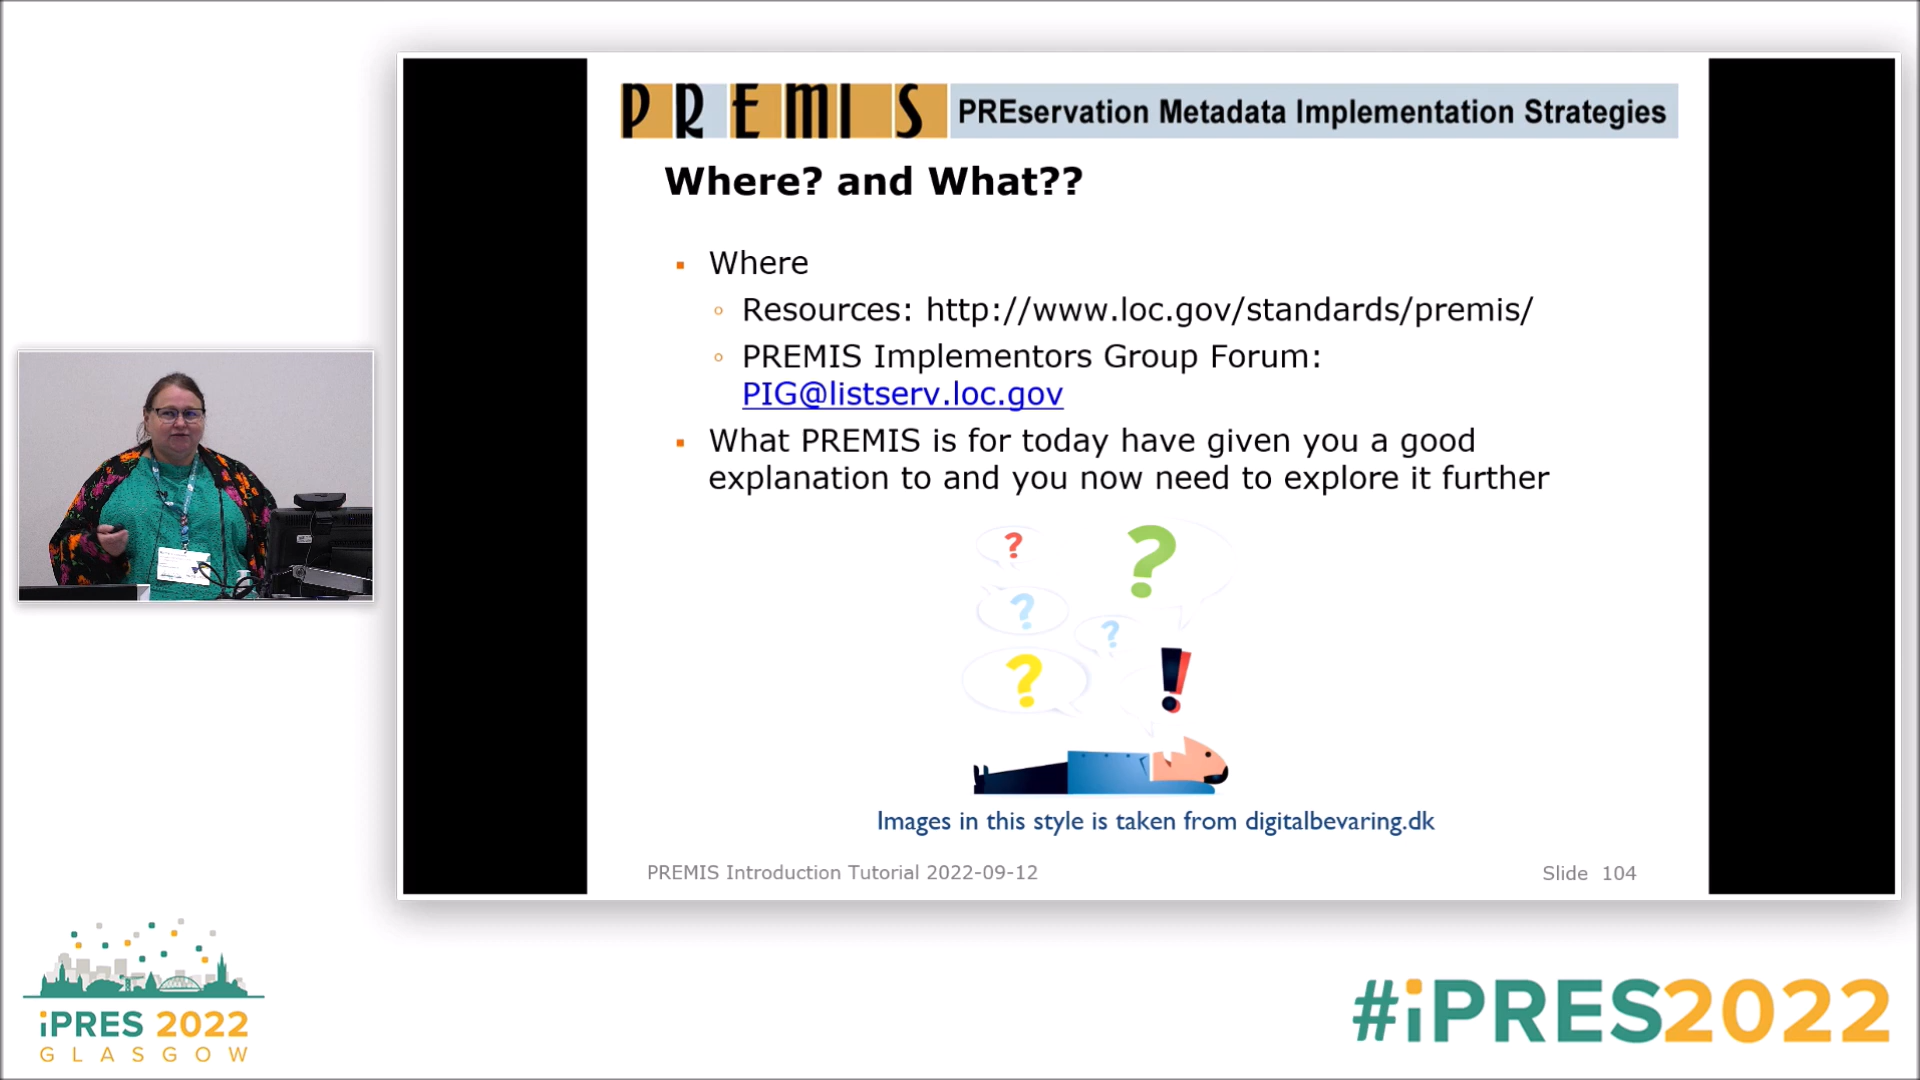 PREMIS PREservation Metadata Implementation Strategies
Where? and What??
▪ Where
◦ Resources: http://www.loc.gov/standards/premis/
◦ PREMIS Implementors Group Forum:
PIG@listserv.loc.gov
▪ What PREMIS is for today have given you a good
explanation to and you now need to explore it further
?
?
?
?
?
!
Images in this style is taken from digitalbevaring.dk
PREMIS Introduction Tutorial 2022-09-12
Slide 104
iPRES 2022
GLASGOW
#iPRES2022